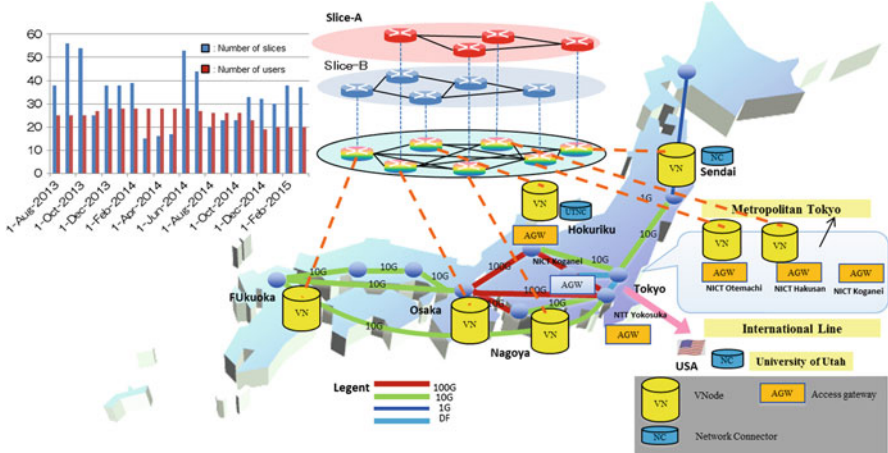 60
50
40
30
20
10
0
: Number of slices
: Number of users
1-Aug-2013
1-Oct-2013
1-Dec-2013
1-Feb-2014
1-Apr-2014
1-Jun-2014
1-Aug-2014
1-Oct-2014
1-Dec-2014
1-Feb-2015
Slice-A
Slice-B
VN
NC
Sendai
1G
VN
UTNC
Hokuriku
AGW
NICT Koganei
Metropolitan Tokyo
VN
VN
AGW
AGW
AGW
NICT Otemachi
NICT Hakusan
NICT Koganei
10G
10G
10G
100G
10G
10G
FUkuoka
VN
10G
10G
Osaka
VN
100G
AGW
Tokyo
NTT Yokosuka
AGW
10G
VN
Nagoya
International Line
USA
NC
University of Utah
Legent
100G
10G
1G
DF
VN
VNode
AGW
Access gateway
NC
Network Connector